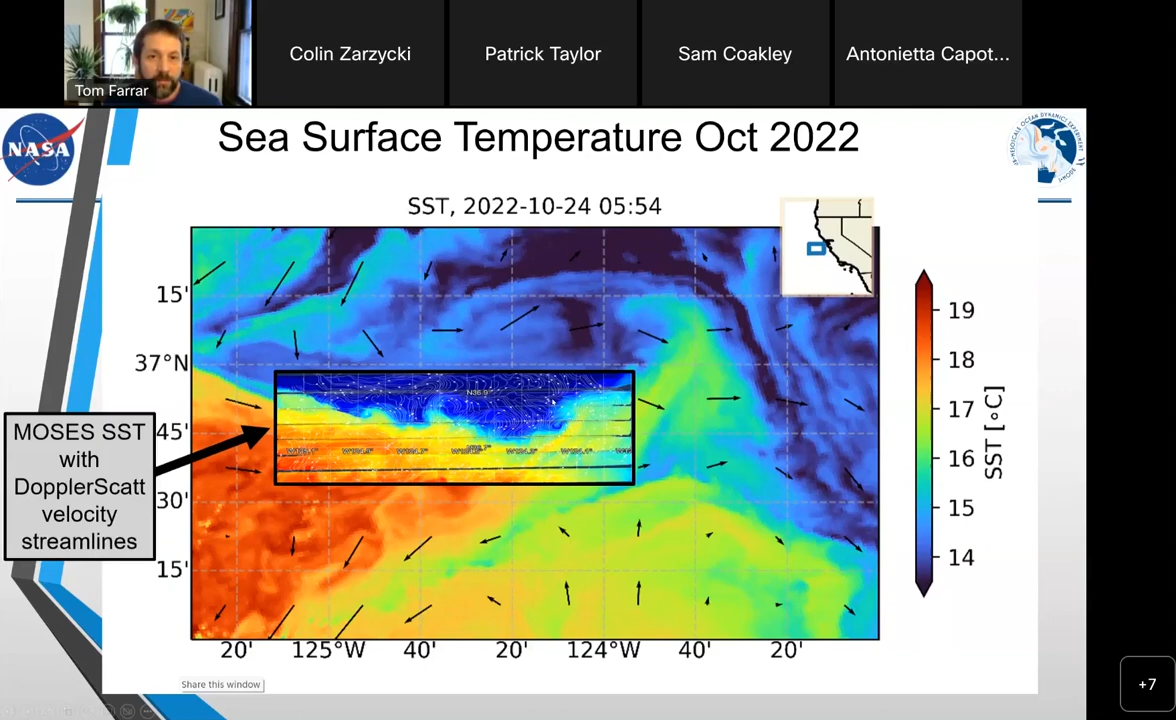 Colin Zarzycki
Patrick Taylor
Sam Coakley
Antonietta Capot...
Tom Farrar
NASA
Sea Surface Temperature Oct 2022
SST, 2022-10-24 05:54
15'
37°N
45'
30'
15'
N36.9°
MOSES SST
with
DopplerScatt
velocity
streamlines
20'
125°W
40'
20'
124°W
40'
20'
19
18
17
16
15
14
SST [°C]
Share this window
+7